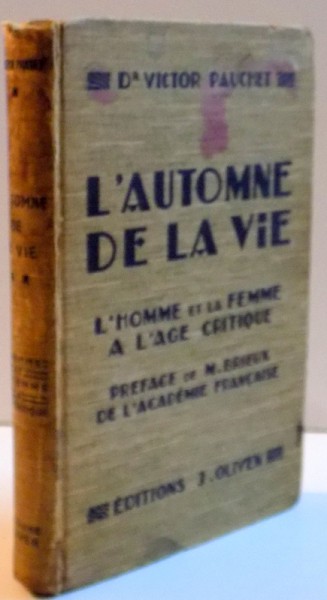 Dr VICTOR PAUCHET
L'AUTOMNE
DE LA ViE
L'HOMME ET LA FEMME
A L'AGE CRITIQUE
PREFACE DE M. BRIEUX
DE L'ACADÉMIE FRANÇAISE
ÉDITIONS J. OLIVEN
AUTOMNE
DE
VIE